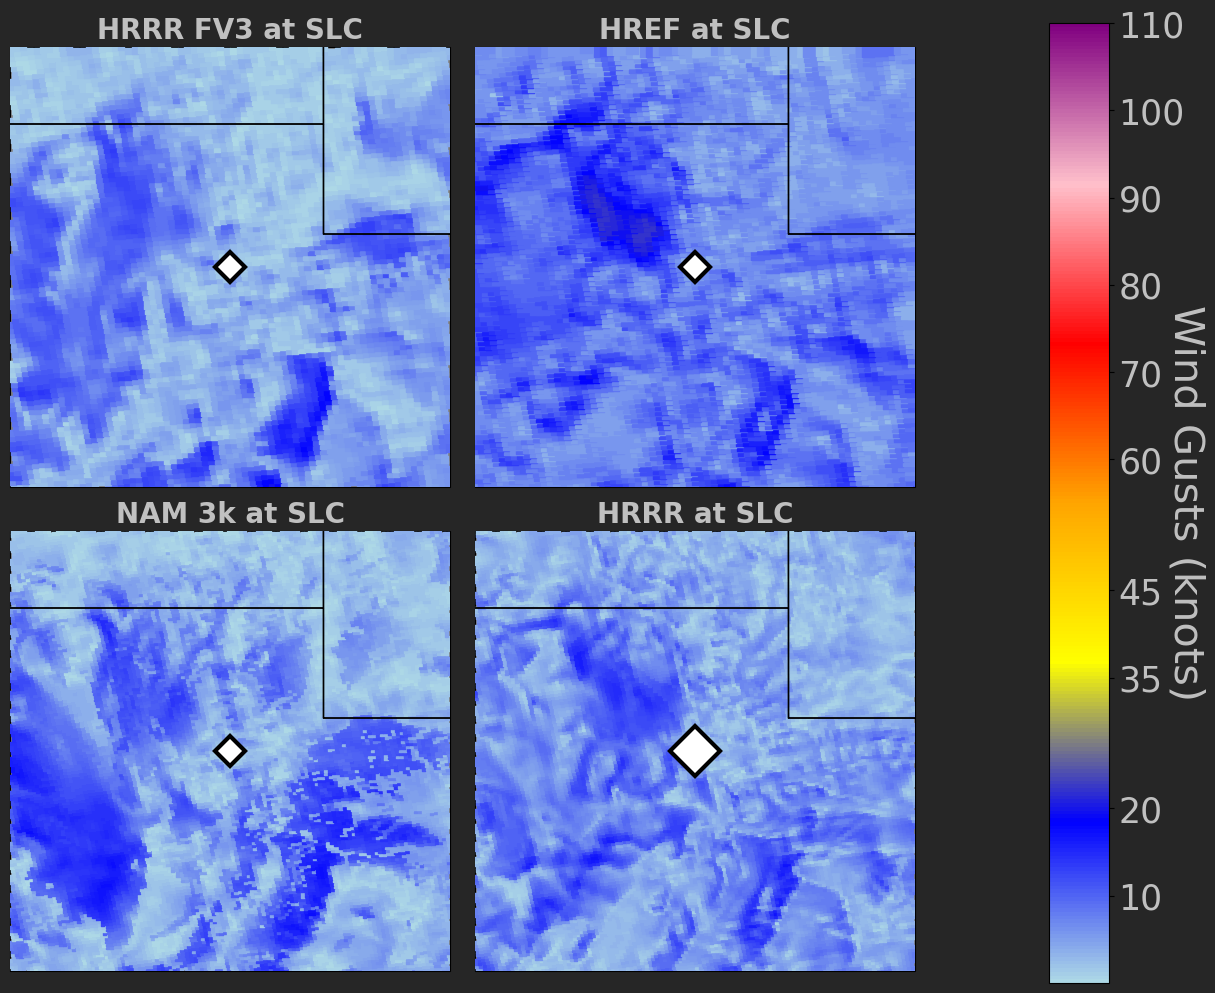 HRRR FV3 at SLC
HREF at SLC
NAM 3k at SLC
HRRR at SLC
110
100
90
80
70
60
45
35
20
10
Wind Gusts (knots)